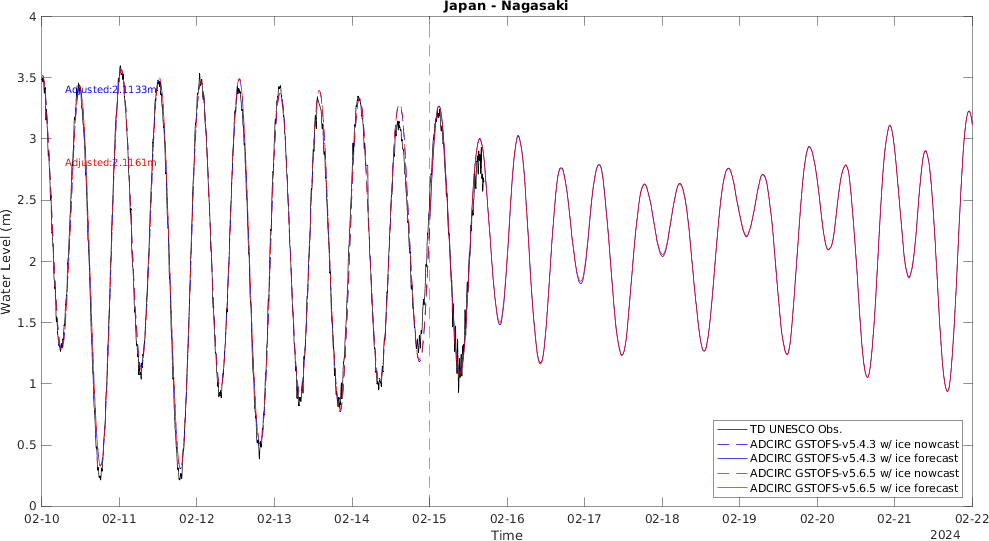 Japan - Nagasaki
4
3.5
3
2.5
2
1.5
1
0.5
0
Water Level (m)
Adjusted:2.1133m
Adjusted:2.1161m
TD UNESCO Obs.
ADCIRC GSTOFS-v5.4.3 w/ ice nowcast
ADCIRC GSTOFS-v5.4.3 w/ ice forecast
ADCIRC GSTOFS-v5.6.5 w/ ice nowcast
ADCIRC GSTOFS-v5.6.5 w/ ice forecast
02-10 02-11 02-12 02-13 02-14 02-15 02-16 02-17 02-18 02-19 02-20 02-21 02-22
Time
2024